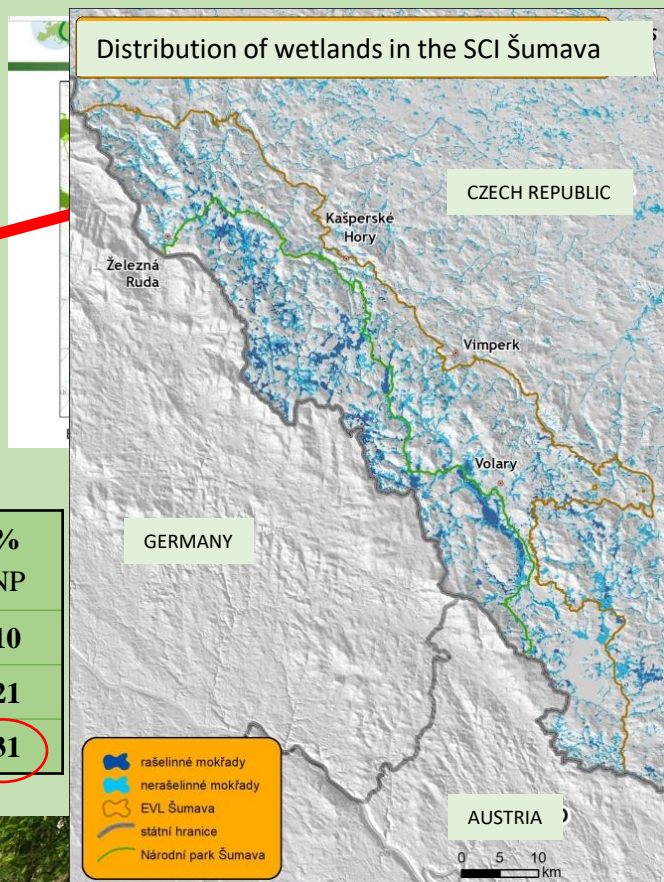 Distribution of wetlands in the SCI Šumava
CZECH REPUBLIC
Kašperské
Hory
Železná
Ruda
Vimperk
Volary
GERMANY
%
NP
10
21
31
rašelinné mokřady
nerašelinné mokřady
EVL Šumava
státní hranice
Národní park Šumava
AUSTRIA
0 5 10
km